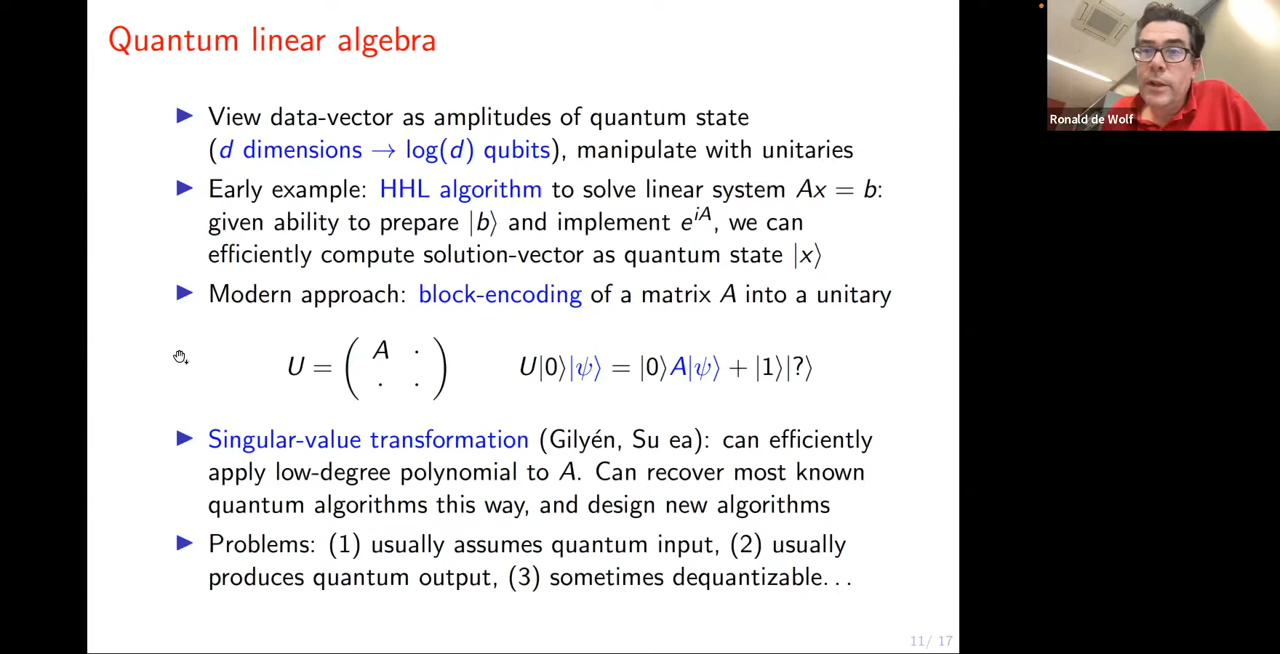 Quantum linear algebra
▶ View data-vector as amplitudes of quantum state
(d dimensions → log(d) qubits), manipulate with unitaries
▶ Early example: HHL algorithm to solve linear system Ax = b:
given ability to prepare |b⟩ and implement e^{iA}, we can
efficiently compute solution-vector as quantum state |x⟩
▶ Modern approach: block-encoding of a matrix A into a unitary
U = ( A · ; · · )    U|0⟩|ψ⟩ = |0⟩A|ψ⟩ + |1⟩|?⟩
▶ Singular-value transformation (Gilyén, Su ea): can efficiently
apply low-degree polynomial to A. Can recover most known
quantum algorithms this way, and design new algorithms
▶ Problems: (1) usually assumes quantum input, (2) usually
produces quantum output, (3) sometimes dequantizable...
11/ 17
Ronald de Wolf